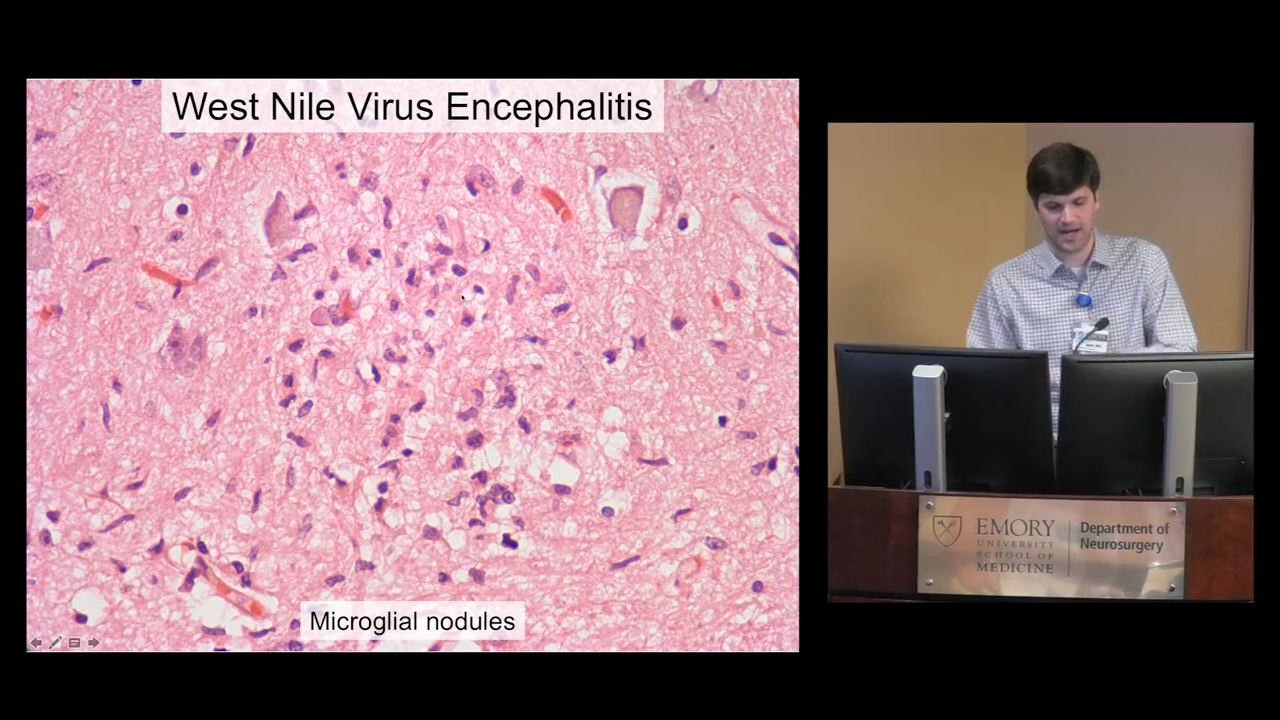 West Nile Virus Encephalitis
Microglial nodules
EMORY
UNIVERSITY
SCHOOL OF
MEDICINE
Department of
Neurosurgery